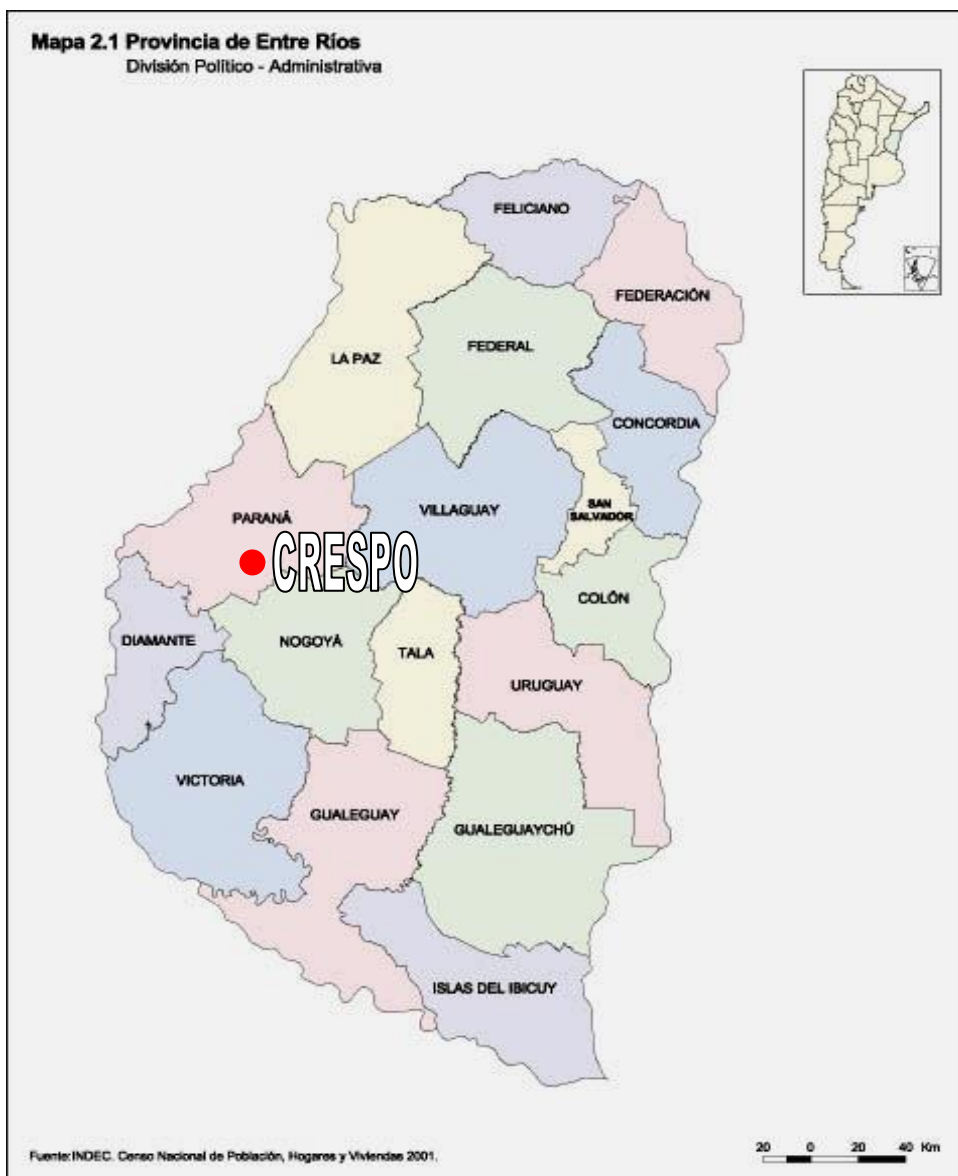 Mapa 2.1 Provincia de Entre Ríos
División Político - Administrativa
FELICIANO
FEDERACIÓN
LA PAZ
FEDERAL
CONCORDIA
PARANÁ
VILLAGUAY
SAN
SALVADOR
CRESPO
COLÓN
DIAMANTE
NOGOYÁ
TALA
URUGUAY
VICTORIA
GUALEGUAY
GUALEGUAYCHÚ
ISLAS DEL IBICUY
Fuente:INDEC. Censo Nacional de Población, Hogares y Viviendas 2001.
20 0 20 40 Km